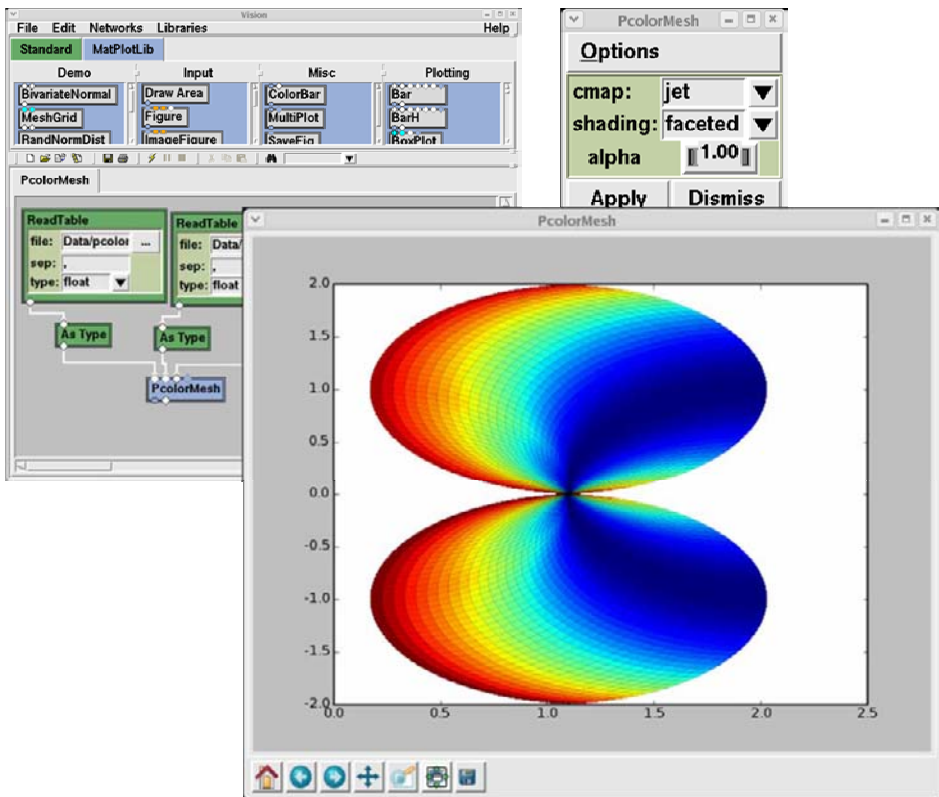 Vision
File Edit Networks Libraries Help
Standard MatPlotLib
Demo Input Misc Plotting
BivariateNormal Draw Area ColorBar Bar
MeshGrid Figure MultiPlot BarH
RandNormDist ImageFigure SaveFig BoxPlot
PcolorMesh
ReadTable
file: Data/pcolor ...
sep: ,
type: float
ReadTable
file: Data/
sep: ,
type: float
As Type As Type
PcolorMesh
PcolorMesh
Options
cmap: jet
shading: faceted
alpha 1.00
Apply Dismiss
PcolorMesh
2.0
1.5
1.0
0.5
0.0
-0.5
-1.0
-1.5
-2.0
0.0 0.5 1.0 1.5 2.0 2.5